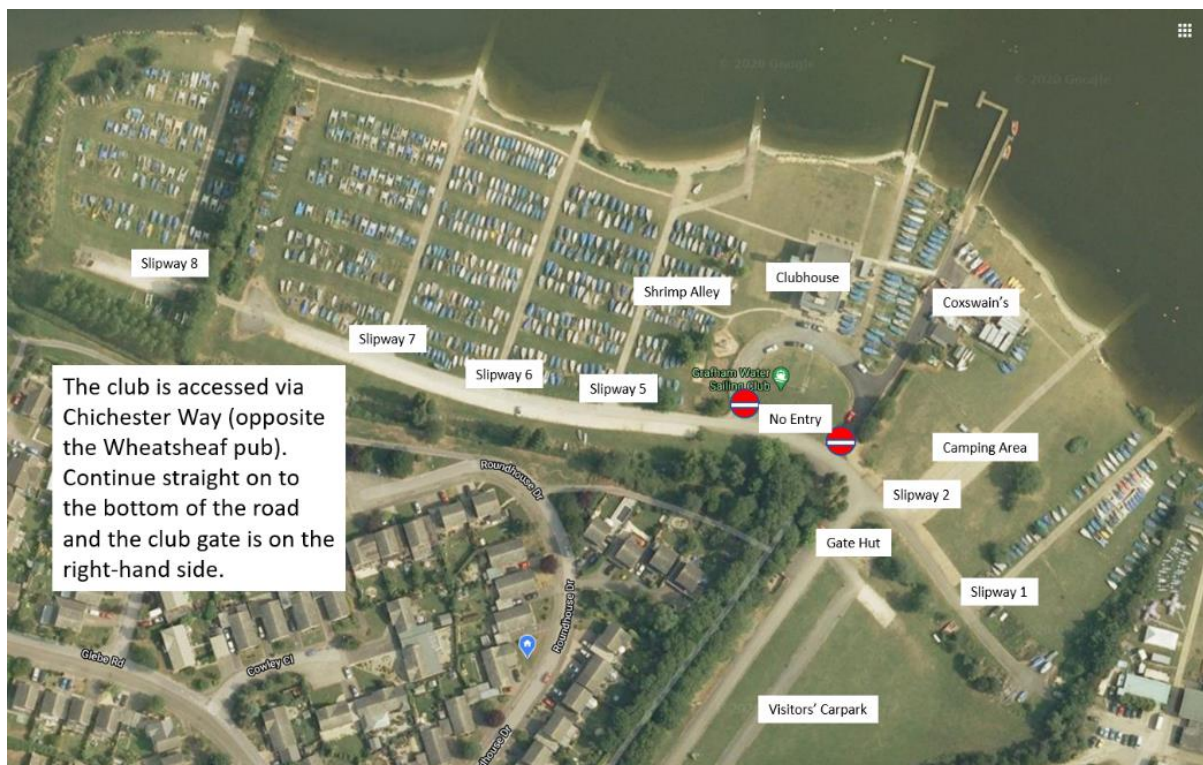 © 2020 Google
© 2020 Google
Slipway 8
Clubhouse
Shrimp Alley
Coxswain's
Slipway 7
Slipway 6
Slipway 5
Grafham Water
Sailing Club
No Entry
The club is accessed via
Chichester Way (opposite
the Wheatsheaf pub).
Continue straight on to
the bottom of the road
and the club gate is on the
right-hand side.
Camping Area
Slipway 2
Gate Hut
Slipway 1
Visitors' Carpark
Roundhouse Dr
Roundhouse Dr
Glebe Rd
Cowley Cl